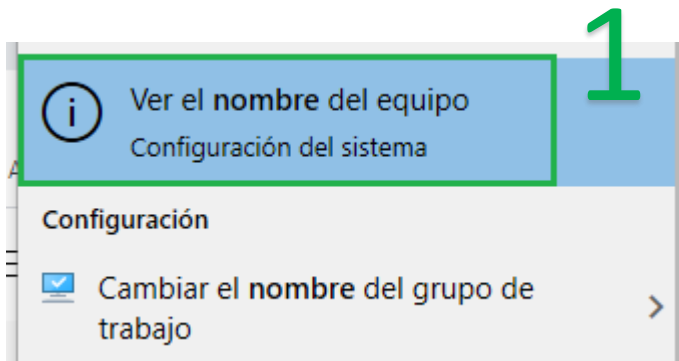 1
Ver el nombre del equipo
Configuración del sistema
Configuración
Cambiar el nombre del grupo de
trabajo